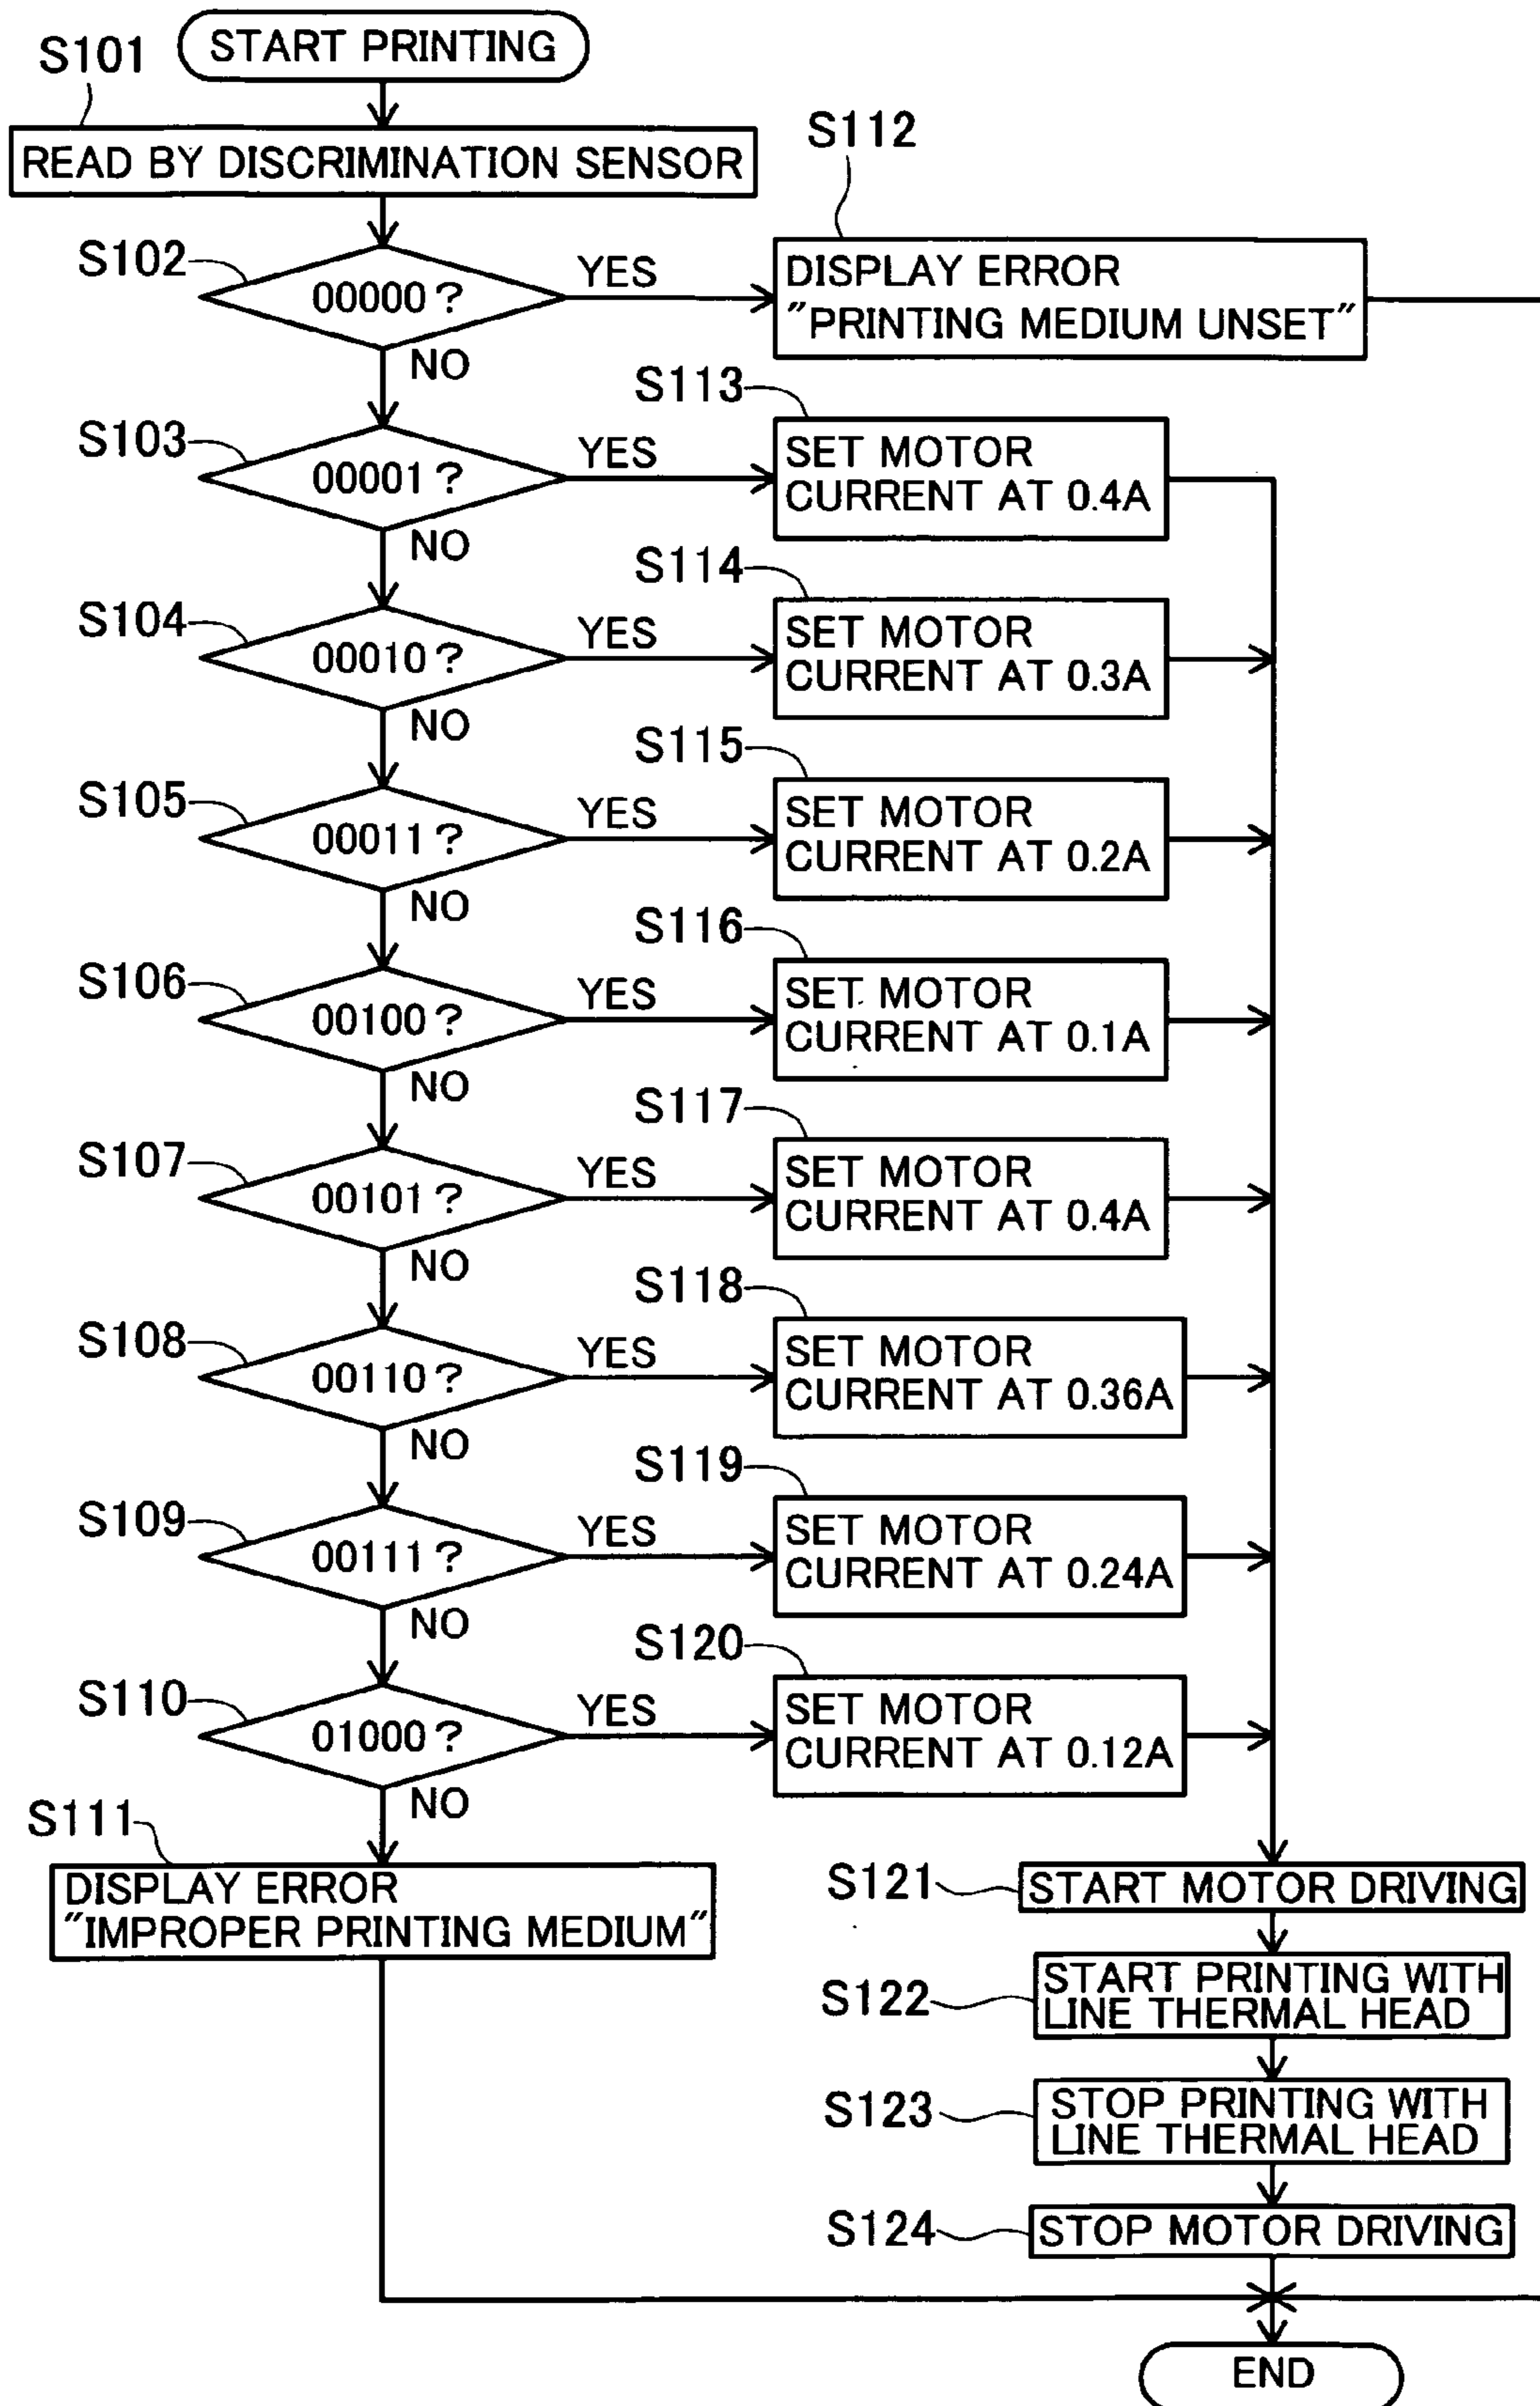 START PRINTING
S101
READ BY DISCRIMINATION SENSOR
S112
S102
00000?
YES
DISPLAY ERROR
"PRINTING MEDIUM UNSET"
NO
S113
S103
00001?
YES
SET MOTOR
CURRENT AT 0.4A
NO
S114
S104
00010?
YES
SET MOTOR
CURRENT AT 0.3A
NO
S115
S105
00011?
YES
SET MOTOR
CURRENT AT 0.2A
NO
S116
S106
00100?
YES
SET MOTOR
CURRENT AT 0.1A
NO
S117
S107
00101?
YES
SET MOTOR
CURRENT AT 0.4A
NO
S118
S108
00110?
YES
SET MOTOR
CURRENT AT 0.36A
NO
S119
S109
00111?
YES
SET MOTOR
CURRENT AT 0.24A
NO
S120
S110
01000?
YES
SET MOTOR
CURRENT AT 0.12A
NO
S111
DISPLAY ERROR
"IMPROPER PRINTING MEDIUM"
S121
START MOTOR DRIVING
S122
START PRINTING WITH
LINE THERMAL HEAD
S123
STOP PRINTING WITH
LINE THERMAL HEAD
S124
STOP MOTOR DRIVING
END